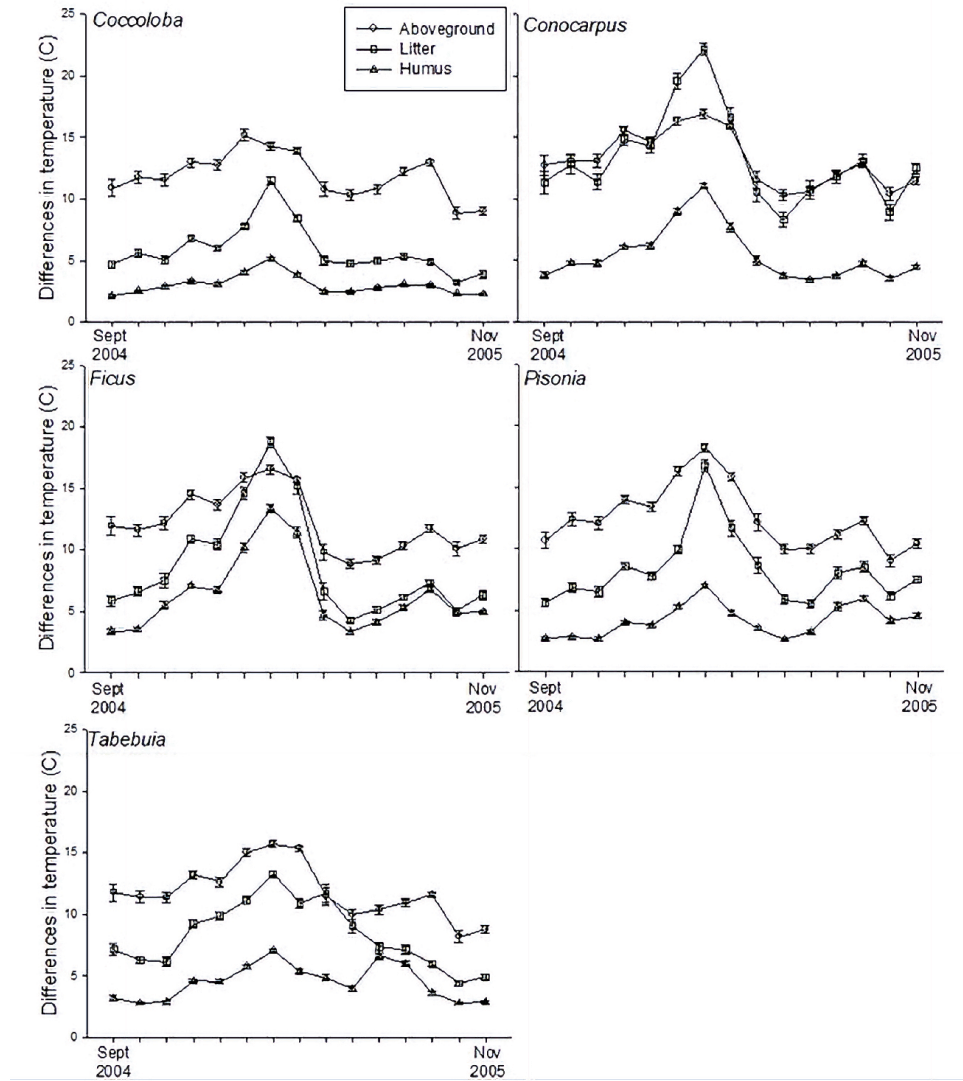 Coccoloba
Aboveground
Litter
Humus
Conocarpus
Differences in temperature (C)
25
20
15
10
5
0
Sept
2004
Nov
2005
Sept
2004
Nov
2005
Ficus
Pisonia
Differences in temperature (C)
25
20
15
10
5
0
Sept
2004
Nov
2005
Sept
2004
Nov
2005
Tabebuia
Differences in temperature (C)
25
20
15
10
5
0
Sept
2004
Nov
2005